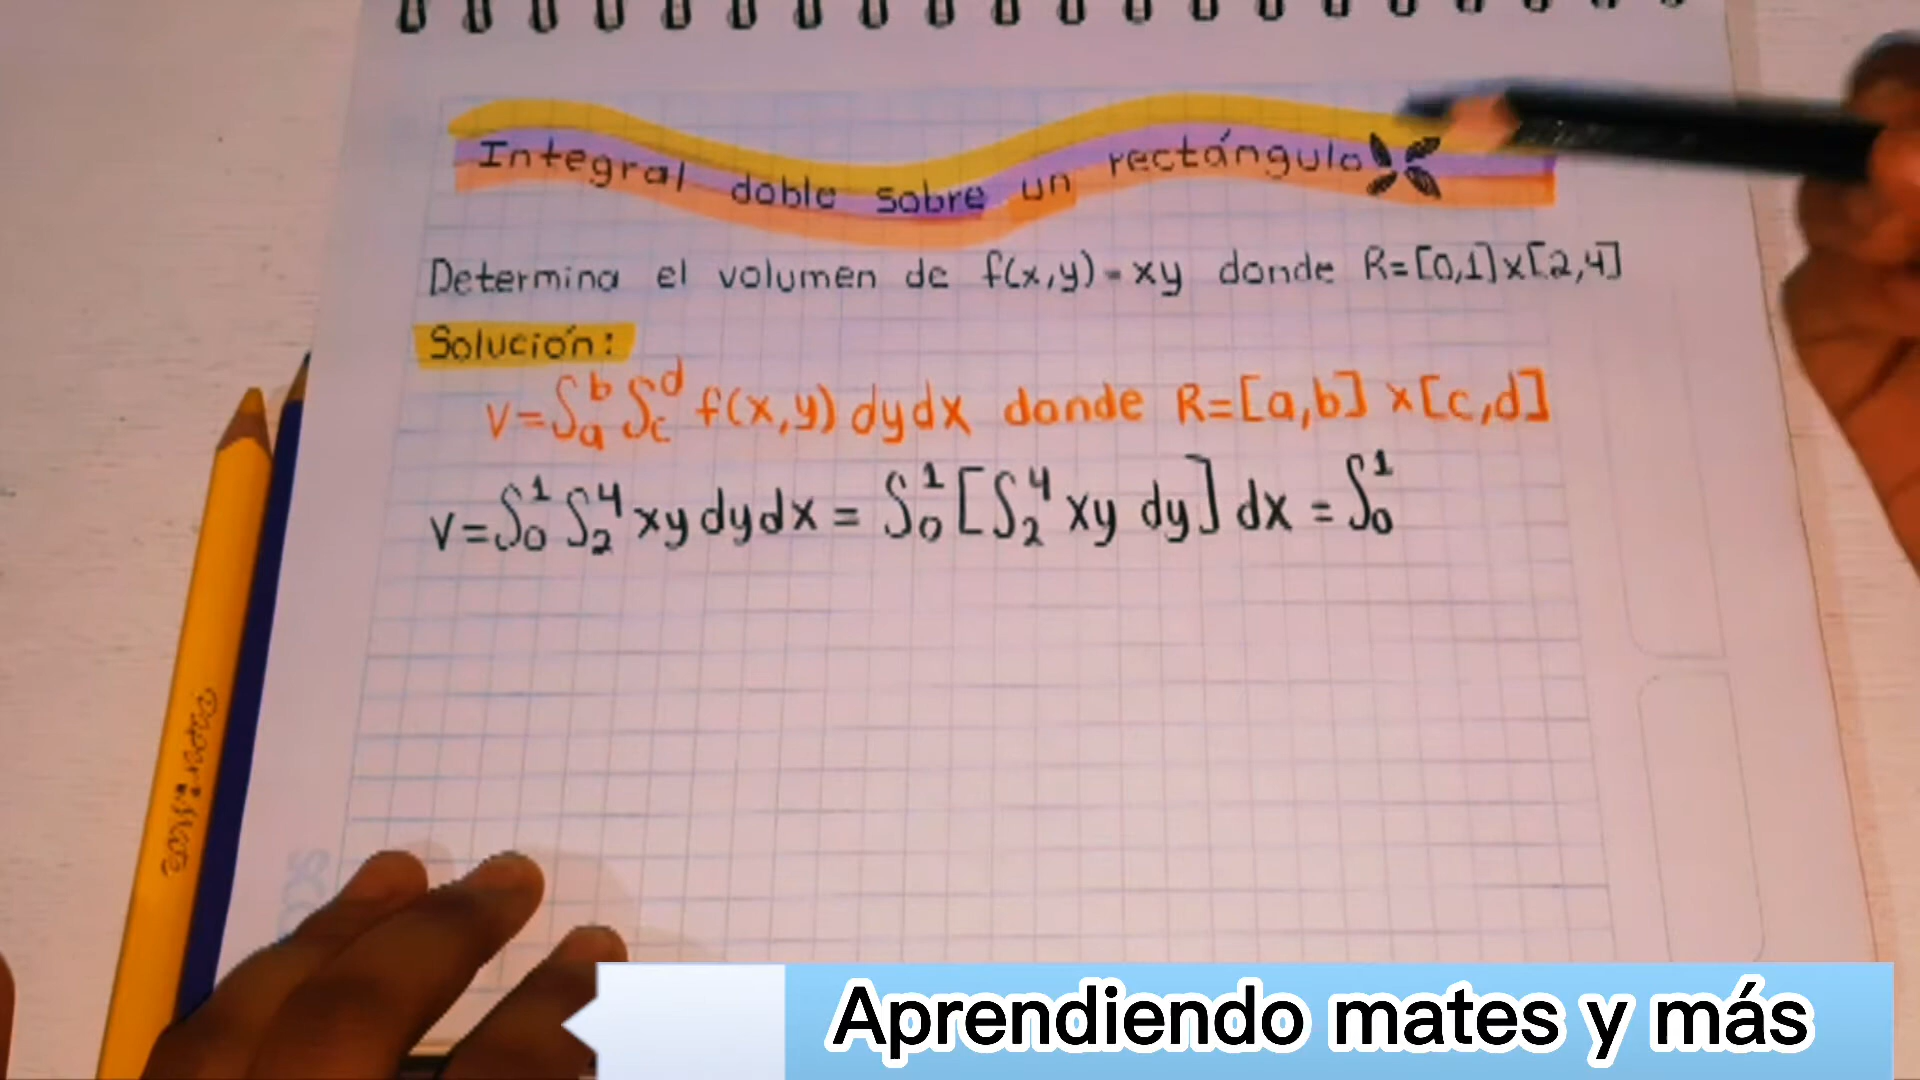 Integral doble sobre un rectángulo
Determina el volumen de f(x,y)=xy donde R=[0,1]x[2,4]
Solución:
V=∫ₐᵇ ∫꜀ᵈ f(x,y) dydx donde R=[a,b] x [c,d]
V=∫₀¹ ∫₂⁴ xy dydx = ∫₀¹ [∫₂⁴ xy dy] dx = ∫₀¹
Aprendiendo mates y más